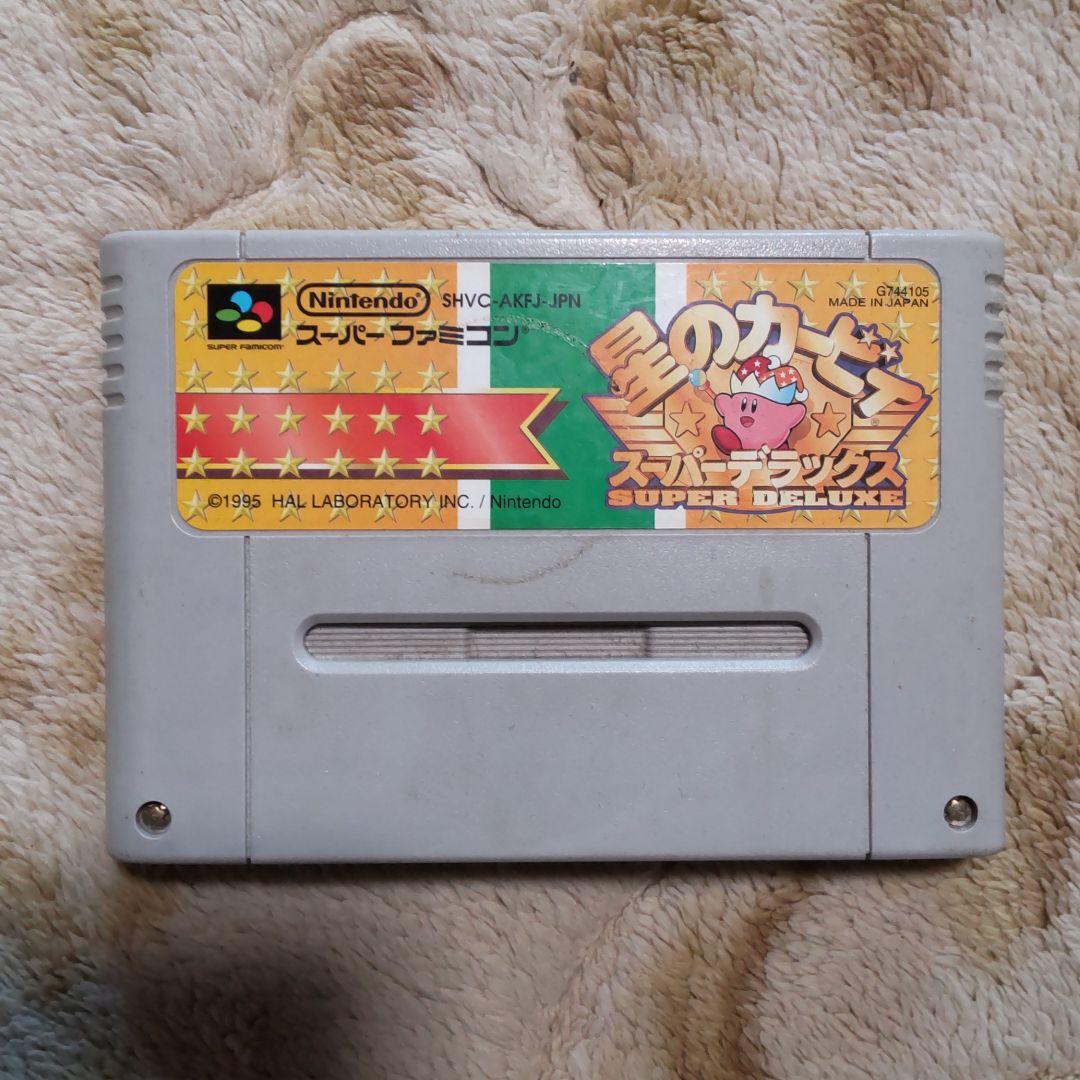 Nintendo SHVC-AKFJ-JPN
SUPER FAMICOM
スーパーファミコン®
G744105
MADE IN JAPAN
星のカービィ
®
スーパーデラックス
SUPER DELUXE
©1995 HAL LABORATORY INC. / Nintendo